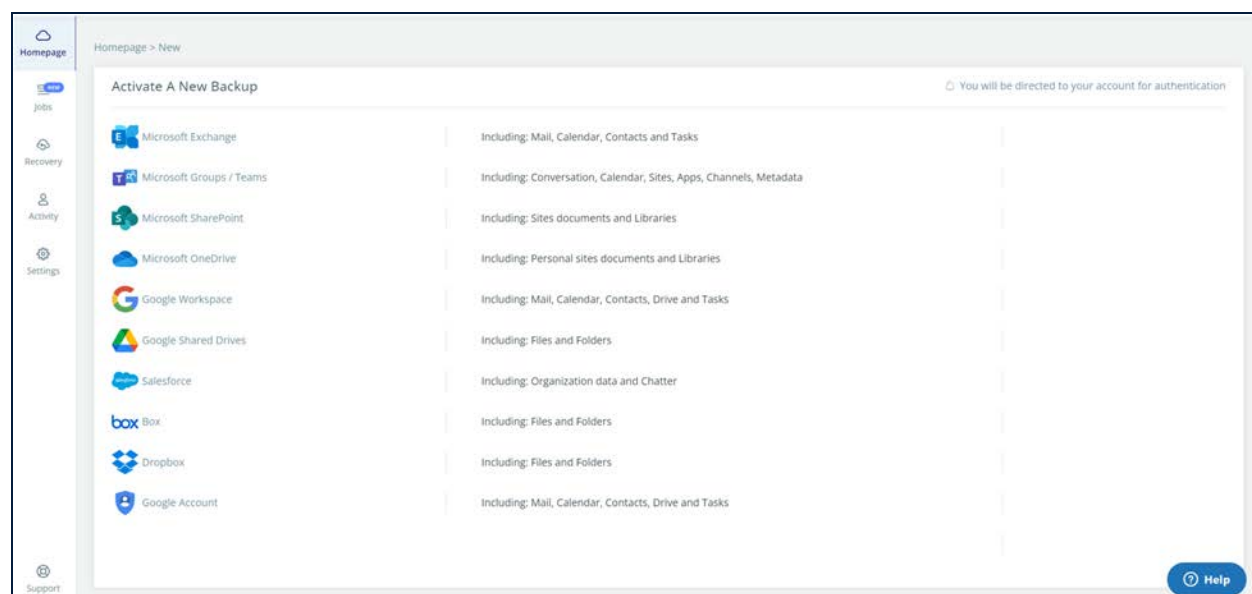 Homepage
NEW
Jobs
Recovery
Activity
Settings
Support
Homepage > New
Activate A New Backup
You will be directed to your account for authentication
E Microsoft Exchange Including: Mail, Calendar, Contacts and Tasks
T Microsoft Groups / Teams Including: Conversation, Calendar, Sites, Apps, Channels, Metadata
S Microsoft SharePoint Including: Sites documents and Libraries
Microsoft OneDrive Including: Personal sites documents and Libraries
Google Workspace Including: Mail, Calendar, Contacts, Drive and Tasks
Google Shared Drives Including: Files and Folders
salesforce Salesforce Including: Organization data and Chatter
box Box Including: Files and Folders
Dropbox Including: Files and Folders
Google Account Including: Mail, Calendar, Contacts, Drive and Tasks
Help